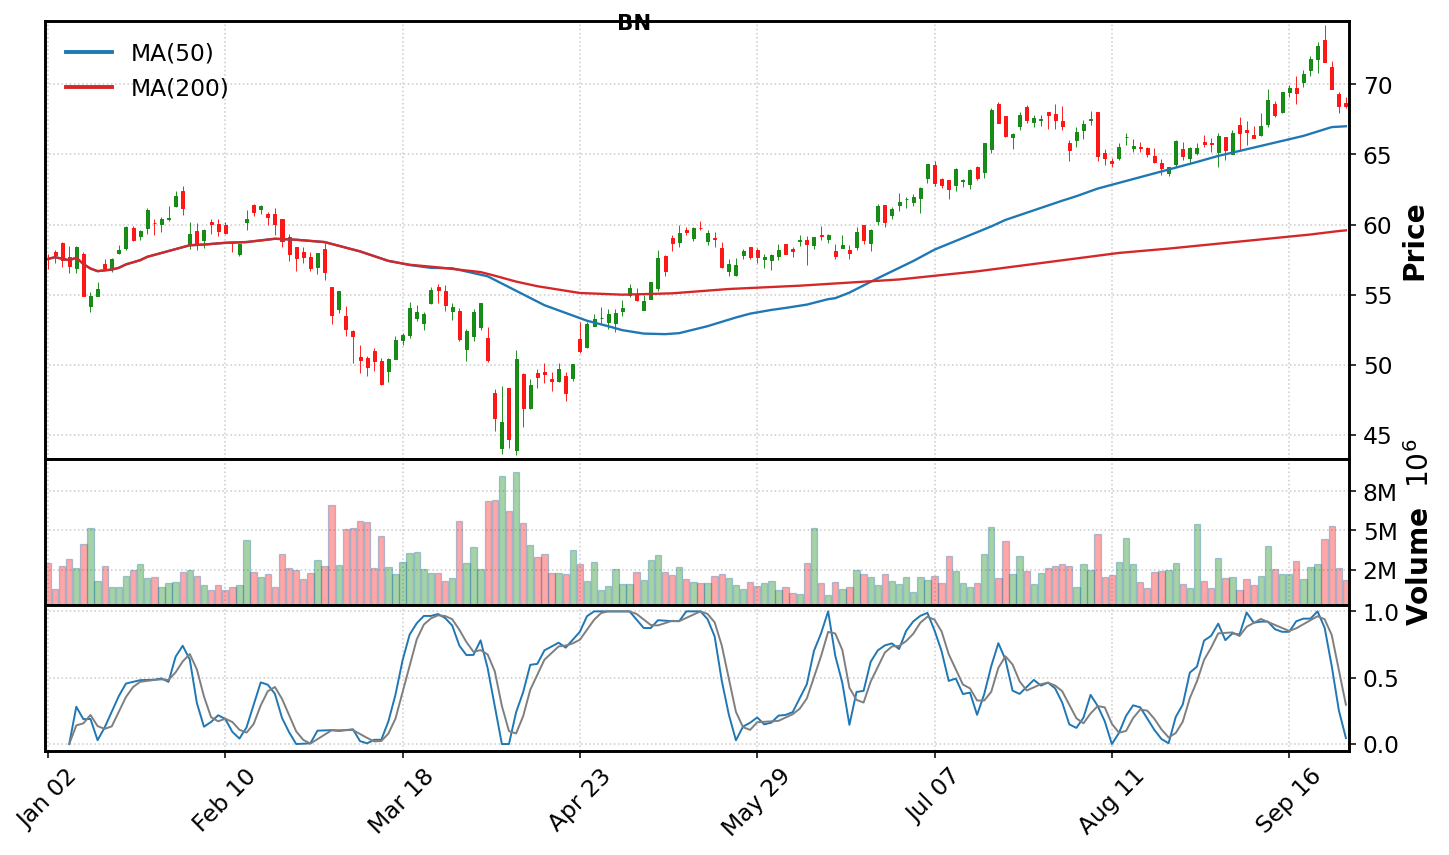 BN
MA(50)
MA(200)
70
65
60
55
50
45
Price
10^6
8M
5M
2M
Volume
1.0
0.5
0.0
Jan 02
Feb 10
Mar 18
Apr 23
May 29
Jul 07
Aug 11
Sep 16